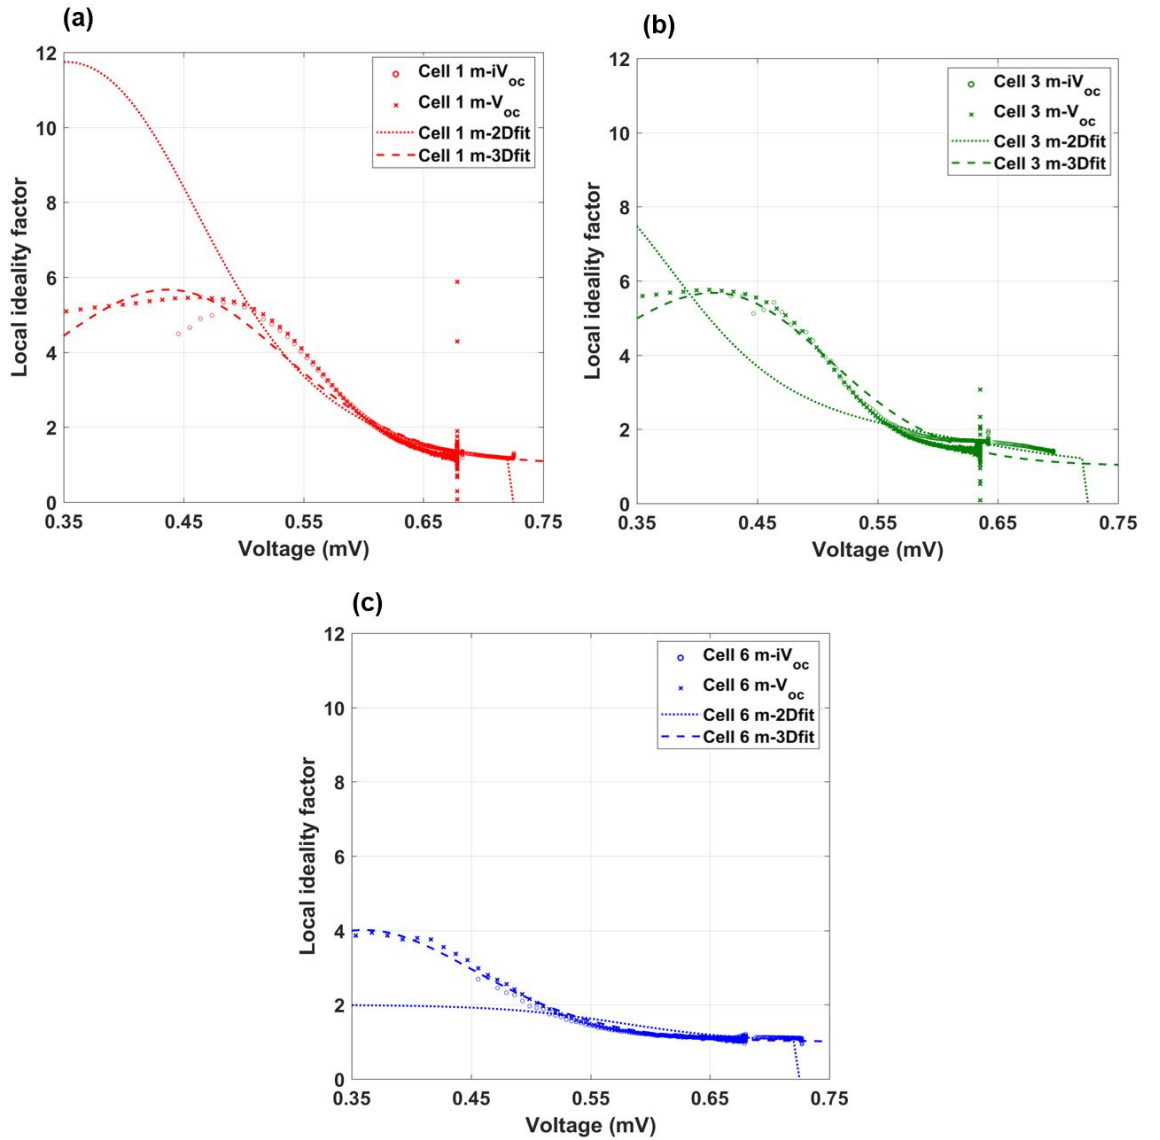 (a)
12
10
8
6
4
2
0
0.35 0.45 0.55 0.65 0.75
Local ideality factor
Voltage (mV)
Cell 1 m-iVoc
Cell 1 m-Voc
Cell 1 m-2Dfit
Cell 1 m-3Dfit
(b)
12
10
8
6
4
2
0
0.35 0.45 0.55 0.65 0.75
Local ideality factor
Voltage (mV)
Cell 3 m-iVoc
Cell 3 m-Voc
Cell 3 m-2Dfit
Cell 3 m-3Dfit
(c)
12
10
8
6
4
2
0
0.35 0.45 0.55 0.65 0.75
Local ideality factor
Voltage (mV)
Cell 6 m-iVoc
Cell 6 m-Voc
Cell 6 m-2Dfit
Cell 6 m-3Dfit